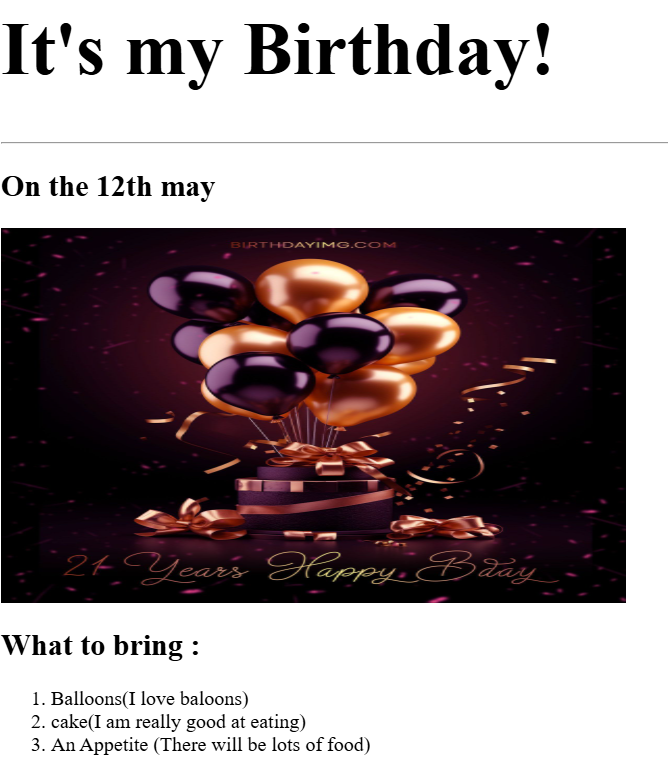 It's my Birthday!
On the 12th may
BIRTHDAYIMG.COM
21 Years Happy Bday
What to bring :
1. Balloons(I love baloons)
2. cake(I am really good at eating)
3. An Appetite (There will be lots of food)